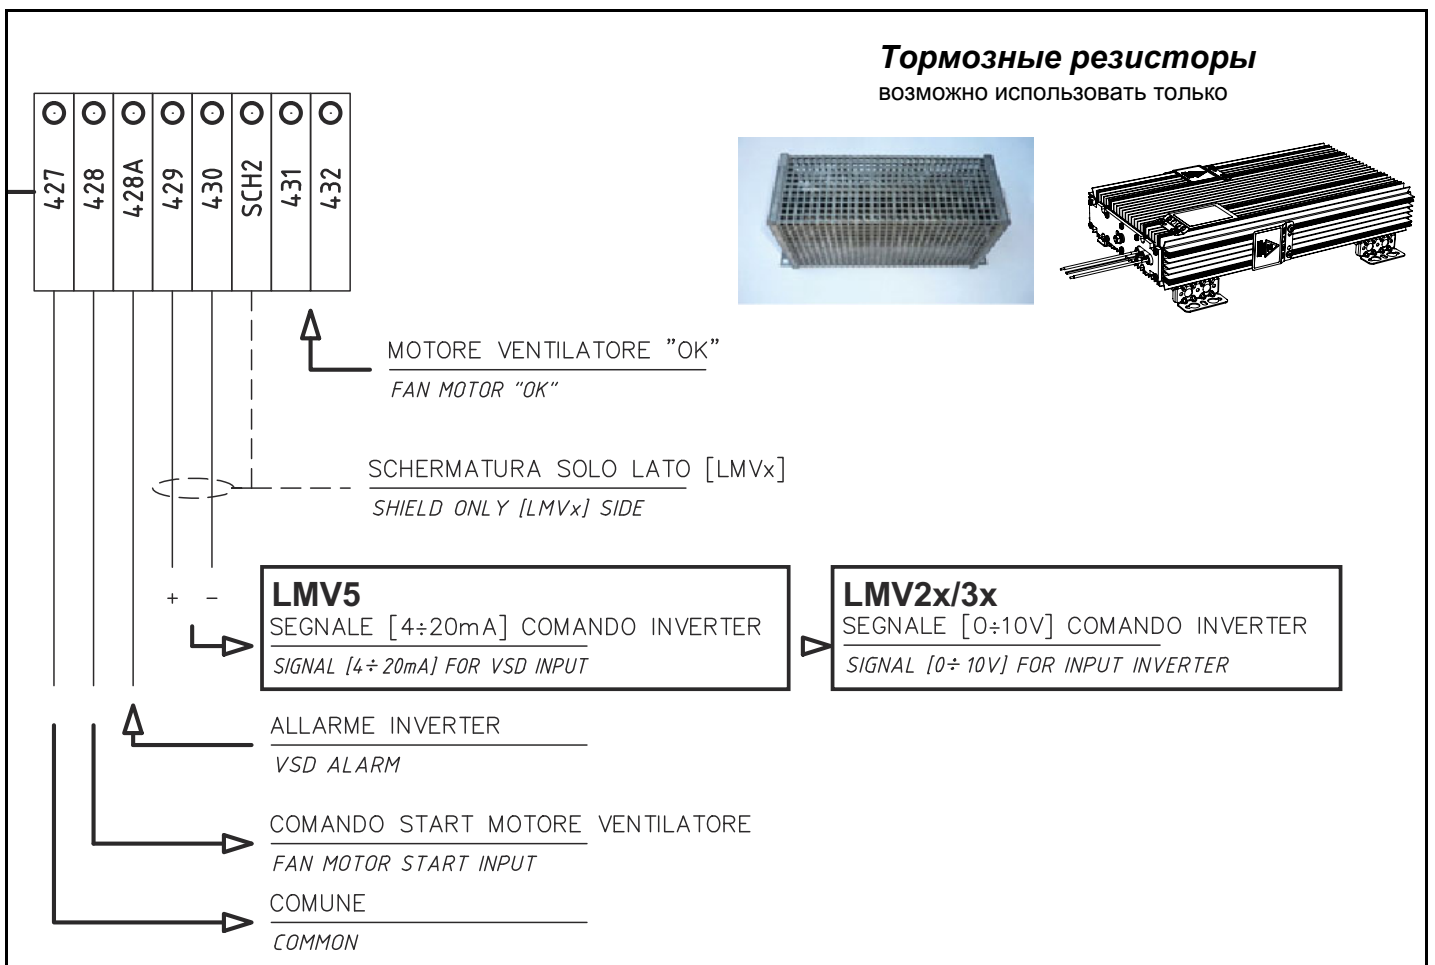 Тормозные резисторы
возможно использовать только
427
428
428A
429
430
SCH2
431
432
MOTORE VENTILATORE "OK"
FAN MOTOR "OK"
SCHERMATURA SOLO LATO [LMVx]
SHIELD ONLY [LMVx] SIDE
+ −
LMV5
SEGNALE [4÷20mA] COMANDO INVERTER
SIGNAL [4÷20mA] FOR VSD INPUT
LMV2x/3x
SEGNALE [0÷10V] COMANDO INVERTER
SIGNAL [0÷10V] FOR INPUT INVERTER
ALLARME INVERTER
VSD ALARM
COMANDO START MOTORE VENTILATORE
FAN MOTOR START INPUT
COMUNE
COMMON